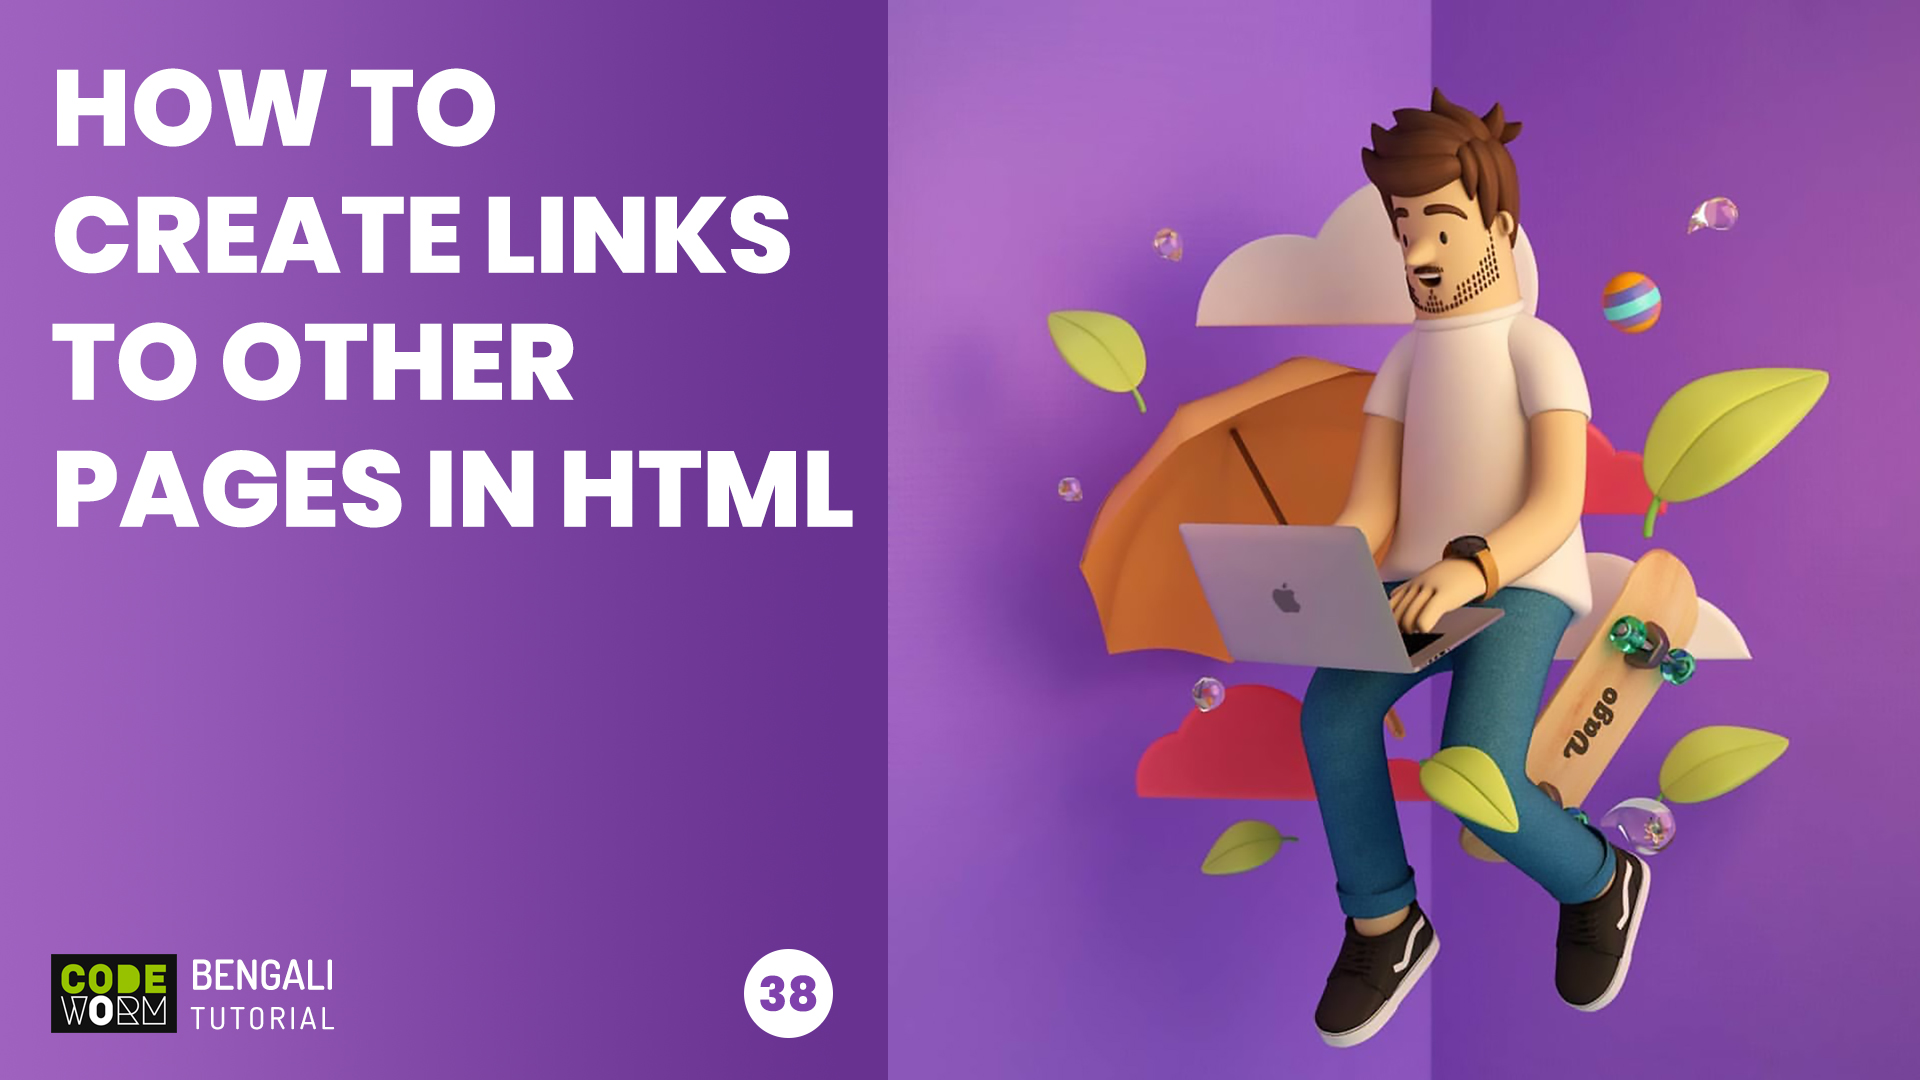 HOW TO
CREATE LINKS
TO OTHER
PAGES IN HTML
CODE
WORM
BENGALI
TUTORIAL
38
Vago